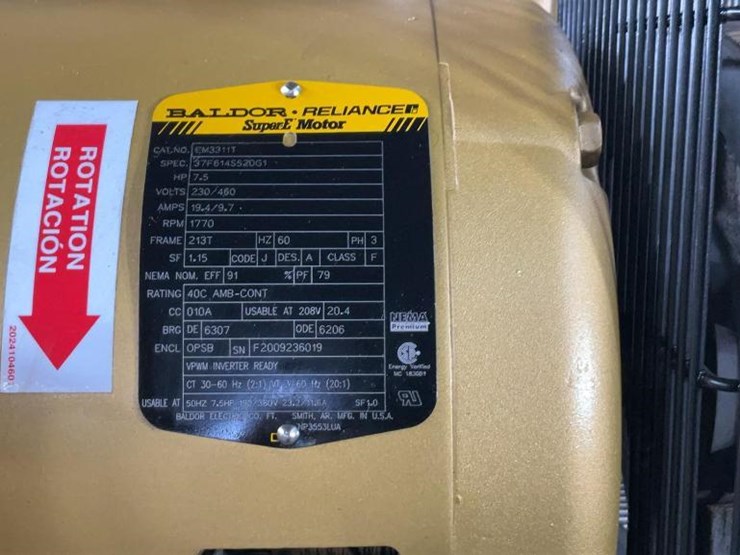 BALDOR • RELIANCE
SuperE Motor
CAT.NO. EM3311T
SPEC. 37F614S520G1
HP 7.5
VOLTS 230/460
AMPS 19.4/9.7
RPM 1770
FRAME 213T HZ 60 PH 3
SF 1.15 CODE J DES. A CLASS F
NEMA NOM. EFF 91 % PF 79
RATING 40C AMB-CONT
CC 010A USABLE AT 208V 20.4
BRG DE 6307 ODE 6206
ENCL OPSB SN F2009236019
VPWM INVERTER READY
CT 30-60 Hz (2:1) 60 Hz (20:1)
USABLE AT 50HZ 7.5HP SF1.0
BALDOR ELECTRIC CO. FT. SMITH, AR. MFG. IN U.S.A.
NP3553LUA
NEMA
Premium
Energy Verified
ROTATION
ROTACIÓN
202410460